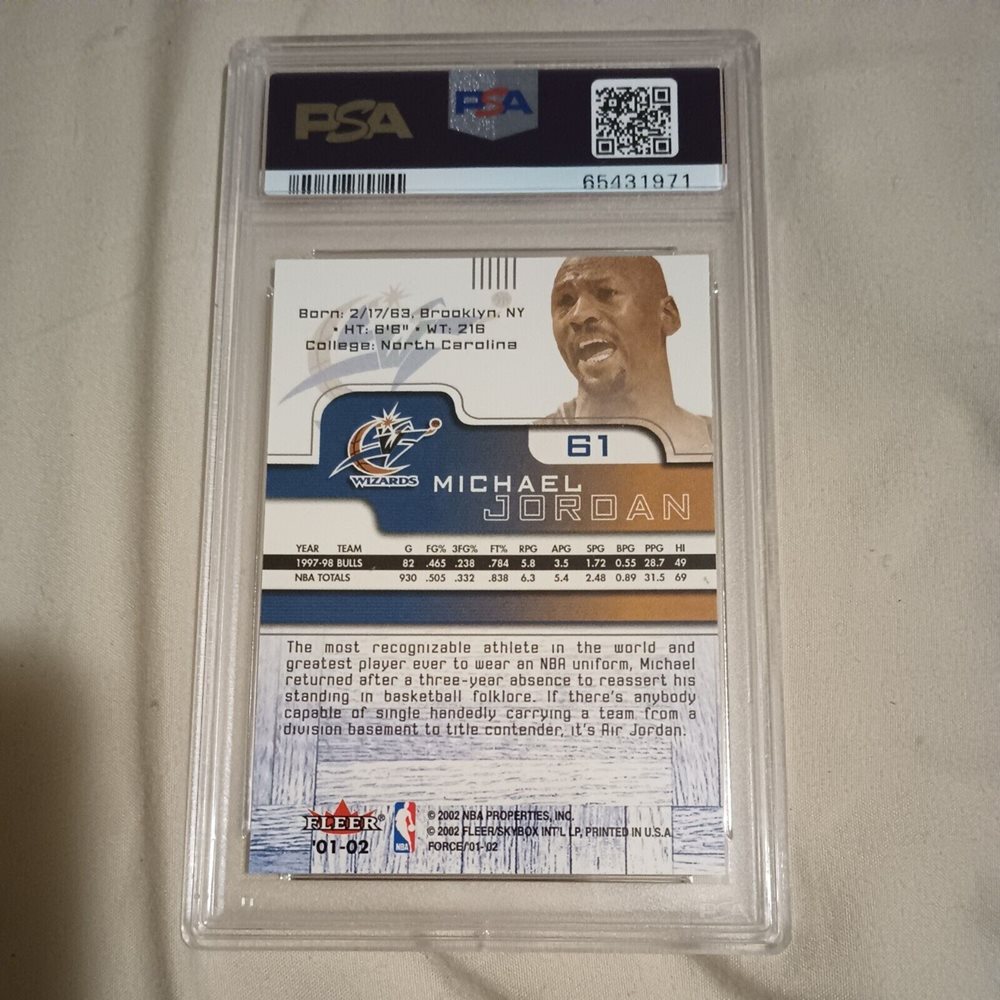 PSA PSA
65431971
Born: 2/17/63, Brooklyn, NY
• HT: 6'6" • WT: 216
College: North Carolina
61
WIZARDS
MICHAEL
JORDAN
YEAR TEAM G FG% 3FG% FT% RPG APG SPG BPG PPG HI
1997-98 BULLS 82 .465 .238 .784 5.8 3.5 1.72 0.55 28.7 49
NBA TOTALS 930 .505 .332 .838 6.3 5.4 2.48 0.89 31.5 69
The most recognizable athlete in the world and
greatest player ever to wear an NBA uniform, Michael
returned after a three-year absence to reassert his
standing in basketball folklore. If there's anybody
capable of single handedly carrying a team from a
division basement to title contender, it's Air Jordan.
FLEER®
'01-02
NBA
© 2002 NBA PROPERTIES, INC.
© 2002 FLEER/SKYBOX INT'L LP, PRINTED IN U.S.A.
FORCE/'01-'02